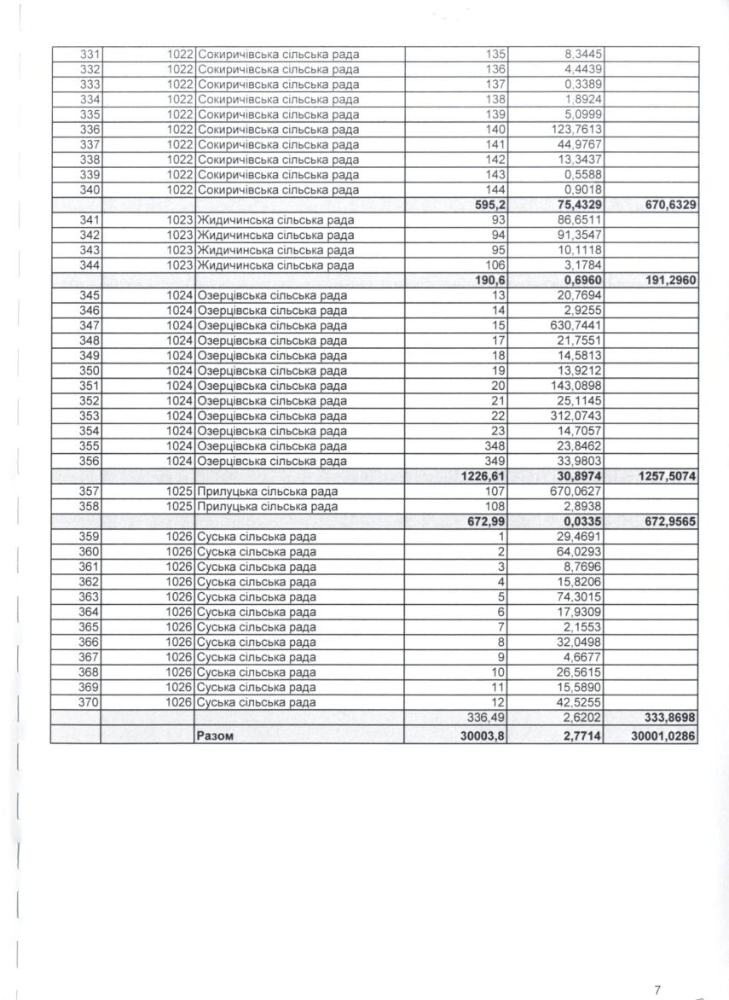 331 1022 Сокиричівська сільська рада 135 8,3445
332 1022 Сокиричівська сільська рада 136 4,4439
333 1022 Сокиричівська сільська рада 137 0,3389
334 1022 Сокиричівська сільська рада 138 1,8924
335 1022 Сокиричівська сільська рада 139 5,0999
336 1022 Сокиричівська сільська рада 140 123,7613
337 1022 Сокиричівська сільська рада 141 44,9767
338 1022 Сокиричівська сільська рада 142 13,3437
339 1022 Сокиричівська сільська рада 143 0,5588
340 1022 Сокиричівська сільська рада 144 0,9018
595,2 75,4329 670,6329
341 1023 Жидичинська сільська рада 93 86,6511
342 1023 Жидичинська сільська рада 94 91,3547
343 1023 Жидичинська сільська рада 95 10,1118
344 1023 Жидичинська сільська рада 106 3,1784
190,6 0,6960 191,2960
345 1024 Озерцівська сільська рада 13 20,7694
346 1024 Озерцівська сільська рада 14 2,9255
347 1024 Озерцівська сільська рада 15 630,7441
348 1024 Озерцівська сільська рада 17 21,7551
349 1024 Озерцівська сільська рада 18 14,5813
350 1024 Озерцівська сільська рада 19 13,9212
351 1024 Озерцівська сільська рада 20 143,0898
352 1024 Озерцівська сільська рада 21 25,1145
353 1024 Озерцівська сільська рада 22 312,0743
354 1024 Озерцівська сільська рада 23 14,7057
355 1024 Озерцівська сільська рада 348 23,8462
356 1024 Озерцівська сільська рада 349 33,9803
1226,61 30,8974 1257,5074
357 1025 Прилуцька сільська рада 107 670,0627
358 1025 Прилуцька сільська рада 108 2,8938
672,99 0,0335 672,9565
359 1026 Суська сільська рада 1 29,4691
360 1026 Суська сільська рада 2 64,0293
361 1026 Суська сільська рада 3 8,7696
362 1026 Суська сільська рада 4 15,8206
363 1026 Суська сільська рада 5 74,3015
364 1026 Суська сільська рада 6 17,9309
365 1026 Суська сільська рада 7 2,1553
366 1026 Суська сільська рада 8 32,0498
367 1026 Суська сільська рада 9 4,6677
368 1026 Суська сільська рада 10 26,5615
369 1026 Суська сільська рада 11 15,5890
370 1026 Суська сільська рада 12 42,5255
336,49 2,6202 333,8698
Разом 30003,8 2,7714 30001,0286
7